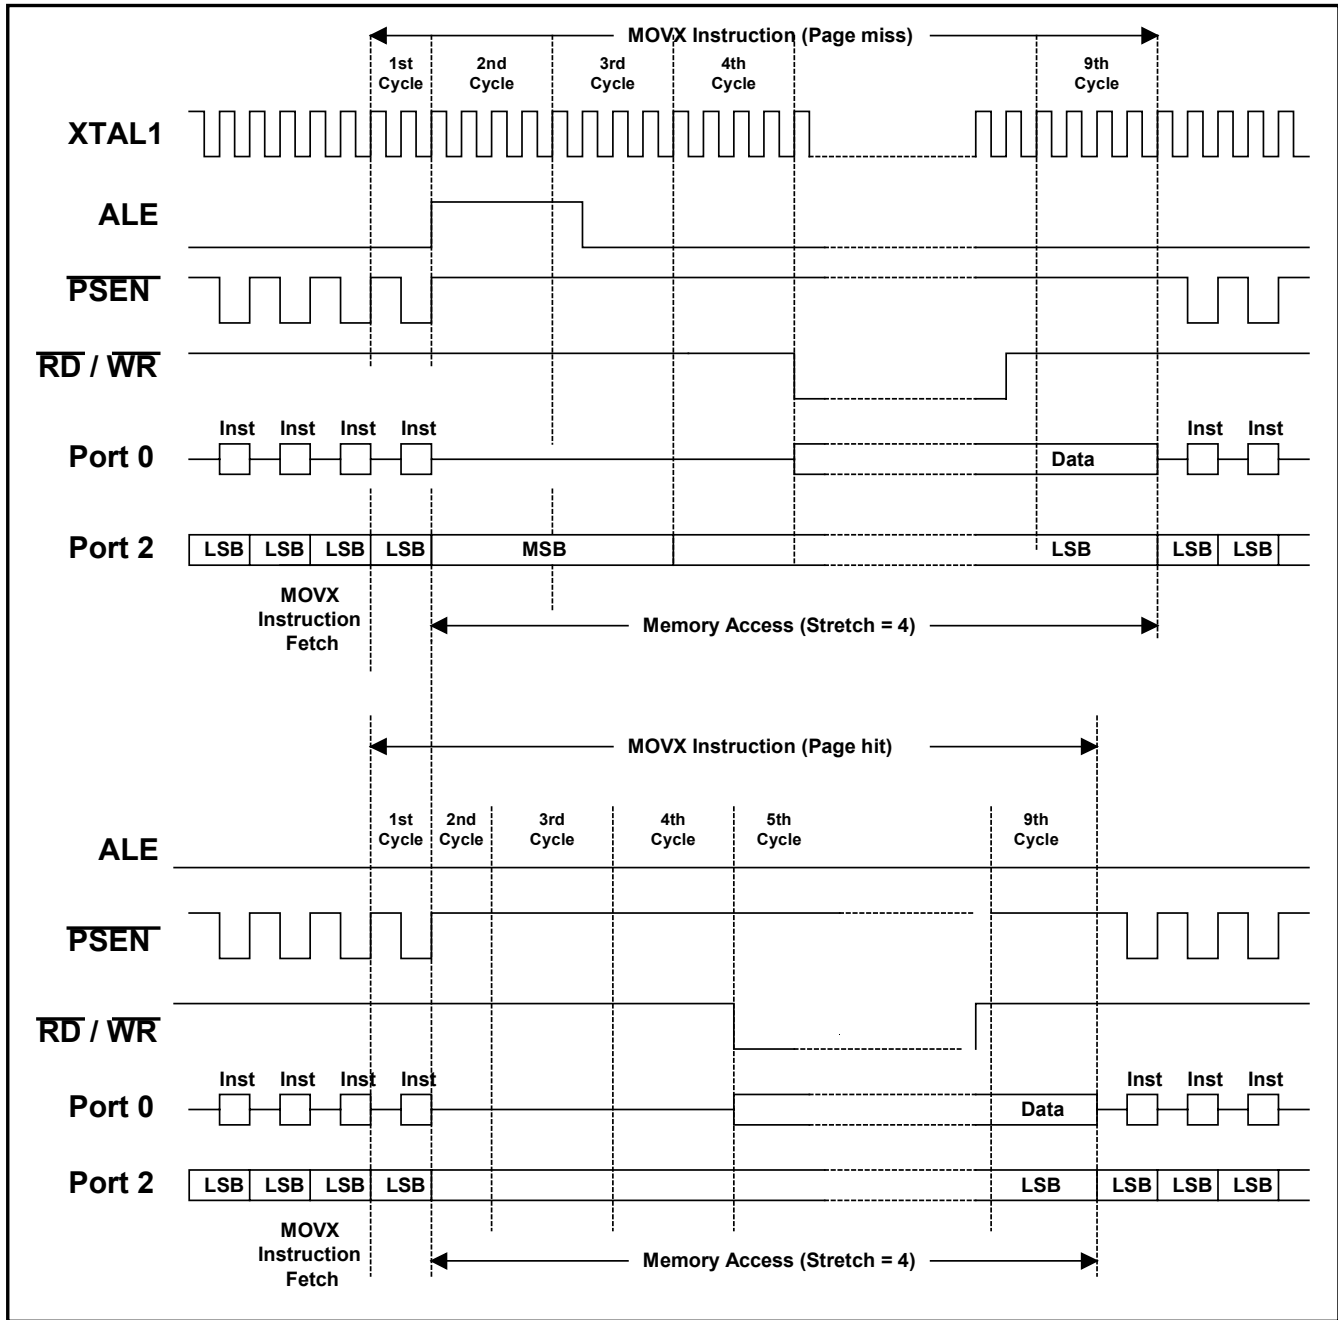 MOVX Instruction (Page miss)
1st Cycle
2nd Cycle
3rd Cycle
4th Cycle
9th Cycle
XTAL1
ALE
PSEN
RD / WR
Inst Inst Inst Inst Inst Inst
Port 0
Data
Port 2
LSB LSB LSB LSB MSB LSB LSB LSB
MOVX
Instruction
Fetch
Memory Access (Stretch = 4)
MOVX Instruction (Page hit)
1st Cycle
2nd Cycle
3rd Cycle
4th Cycle
5th Cycle
9th Cycle
ALE
PSEN
RD / WR
Inst Inst Inst Inst Inst Inst Inst
Port 0
Data
Port 2
LSB LSB LSB LSB LSB LSB LSB LSB
MOVX
Instruction
Fetch
Memory Access (Stretch = 4)